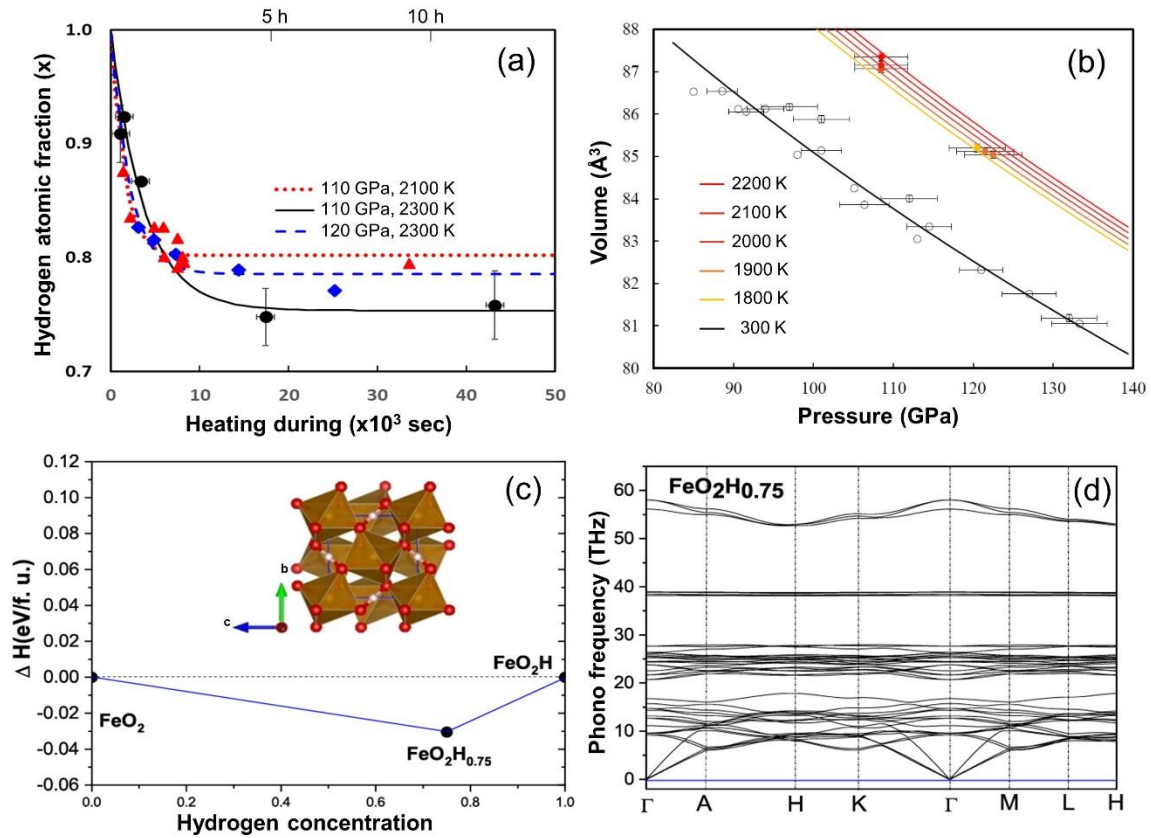 5 h 10 h
(a)
1.0
0.9
0.8
0.7
Hydrogen atomic fraction (x)
110 GPa, 2100 K
110 GPa, 2300 K
120 GPa, 2300 K
0 10 20 30 40 50
Heating during (x10³ sec)
(b)
88
87
86
85
84
83
82
81
80
Volume (Å³)
2200 K
2100 K
2000 K
1900 K
1800 K
300 K
80 90 100 110 120 130 140
Pressure (GPa)
(c)
0.12
0.10
0.08
0.06
0.04
0.02
0.00
-0.02
-0.04
-0.06
Δ H(eV/f. u.)
b
c
FeO₂
FeO₂H
FeO₂H₀.₇₅
0.0 0.2 0.4 0.6 0.8 1.0
Hydrogen concentration
(d)
FeO₂H₀.₇₅
60
50
40
30
20
10
0
Phono frequency (THz)
Γ A H K Γ M L H